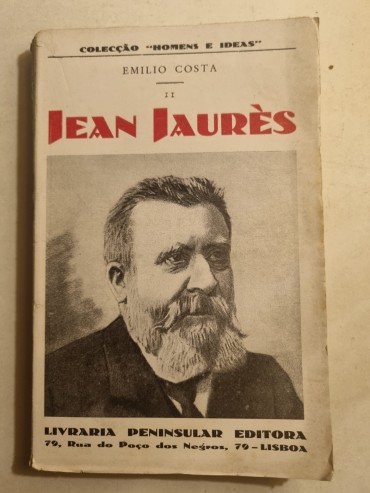 COLECÇÃO "HOMENS E IDEAS"
EMILIO COSTA
II
JEAN JAURÈS
LIVRARIA PENINSULAR EDITORA
79, Rua do Poço dos Negros, 79 – LISBOA